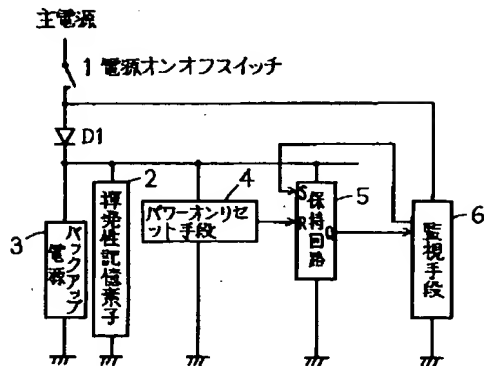 主電源
1 電源オンオフスイッチ
D1
2
揮発性記憶素子
3
バックアップ
電源
4
パワーオンリセ
ット手段
5
S
R
Q
保持回路
6
監視手段